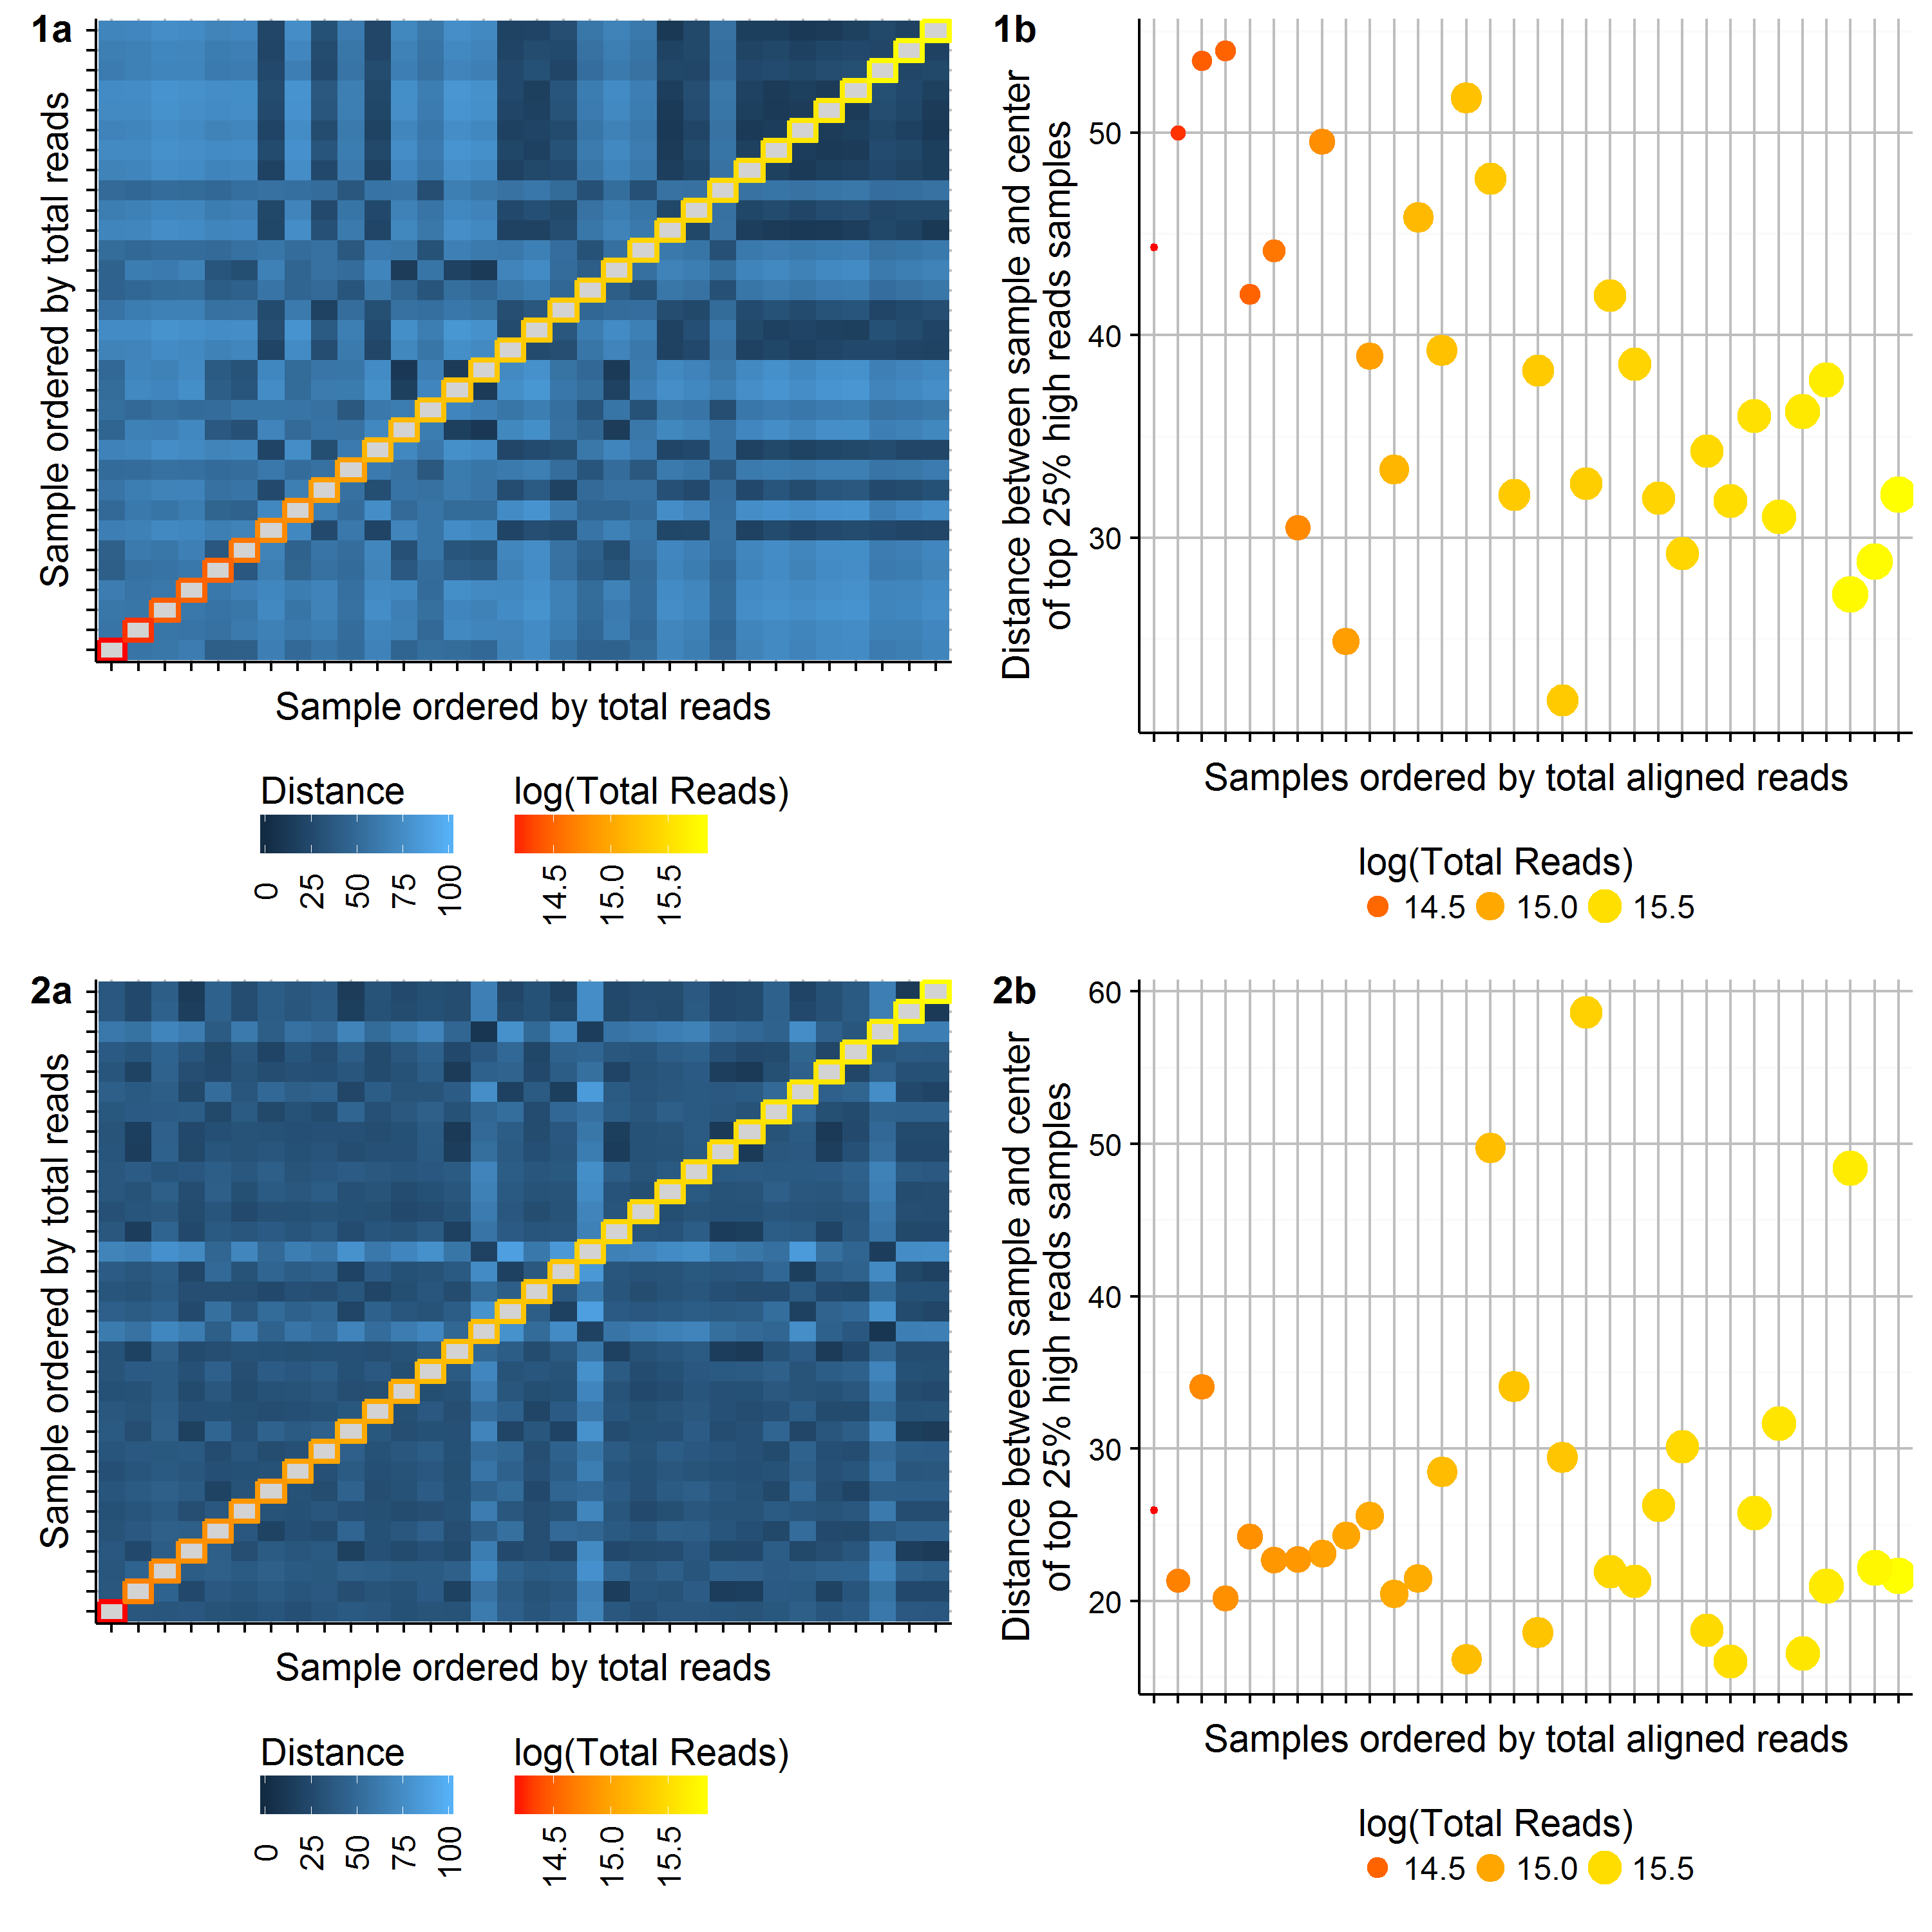 1a
Sample ordered by total reads
Sample ordered by total reads
Distance
0 25 50 75 100
log(Total Reads)
14.5 15.0 15.5
1b
Distance between sample and center
of top 25% high reads samples
50
40
30
Samples ordered by total aligned reads
log(Total Reads)
14.5 15.0 15.5
2a
Sample ordered by total reads
Sample ordered by total reads
Distance
0 25 50 75 100
log(Total Reads)
14.5 15.0 15.5
2b
Distance between sample and center
of top 25% high reads samples
60
50
40
30
20
Samples ordered by total aligned reads
log(Total Reads)
14.5 15.0 15.5